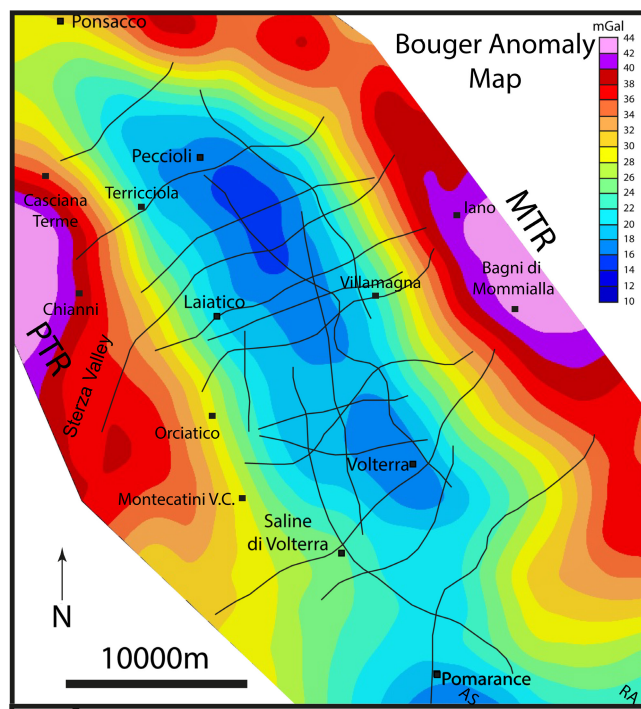 Ponsacco
Bouger Anomaly
Map
mGal
44
42
40
38
36
34
32
30
28
26
24
22
20
18
16
14
12
10
Peccioli
Casciana
Terme
Terricciola
Iano
MTR
Bagni di
Mommialla
Chianni
Laiatico
Villamagna
PTR
Sterza Valley
Orciatico
Volterra
Montecatini V.C.
Saline
di Volterra
N
10000m
Pomarance
AS
RA